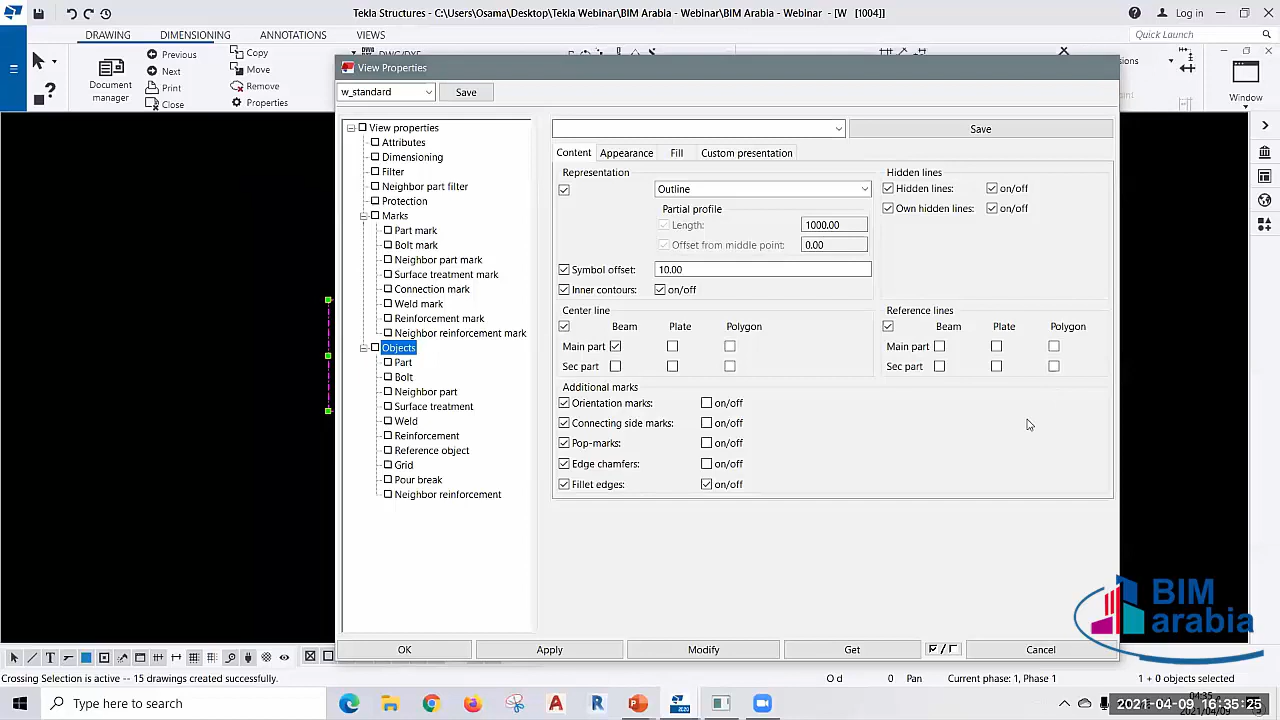 Tekla Structures - C:\Users\Osama\Desktop\Tekla Webinar\BIM Arabia - Webinar\BIM Arabia - Webinar - [W
Log in
DRAWING
DIMENSIONING
ANNOTATIONS
VIEWS
Quick Launch
Document manager
Previous
Next
Print
Close
Copy
Move
Remove
Properties
Window
View Properties
w_standard
Save
View properties
Attributes
Dimensioning
Filter
Neighbor part filter
Protection
Marks
Part mark
Bolt mark
Neighbor part mark
Surface treatment mark
Connection mark
Weld mark
Reinforcement mark
Neighbor reinforcement mark
Objects
Part
Bolt
Neighbor part
Surface treatment
Weld
Reinforcement
Reference object
Grid
Pour break
Neighbor reinforcement
Save
Content
Appearance
Fill
Custom presentation
Representation
Outline
Partial profile
Length: 1000.00
Offset from middle point: 0.00
Symbol offset: 10.00
Inner contours: on/off
Hidden lines
Hidden lines: on/off
Own hidden lines: on/off
Center line
Beam Plate Polygon
Main part
Sec part
Reference lines
Beam Plate Polygon
Main part
Sec part
Additional marks
Orientation marks: on/off
Connecting side marks: on/off
Pop-marks: on/off
Edge chamfers: on/off
Fillet edges: on/off
OK
Apply
Modify
Get
Cancel
BIM
arabia
Crossing Selection is active -- 15 drawings created successfully.
O d
0
Pan
Current phase: 1, Phase 1
1 + 0 objects selected
Type here to search
2021-04-09 16:35:25